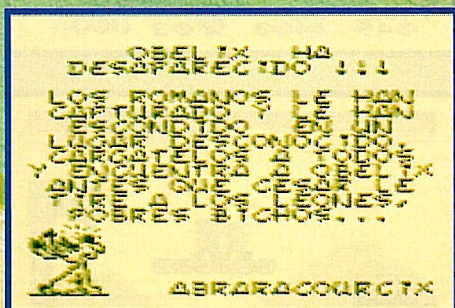 OBELIX HA
DESAPARECIDO !!!
LOS ROMANOS LE HAN
CAPTURADO Y LE HAN
ESCONDIDO EN UN
LUGAR DESCONOCIDO.
A TODOS
Y ENCUENTRA A OBELIX
ANTES QUE CESAR LE
A LOS LEONES.
POBRES BICHOS...
ABRARACOURCIX